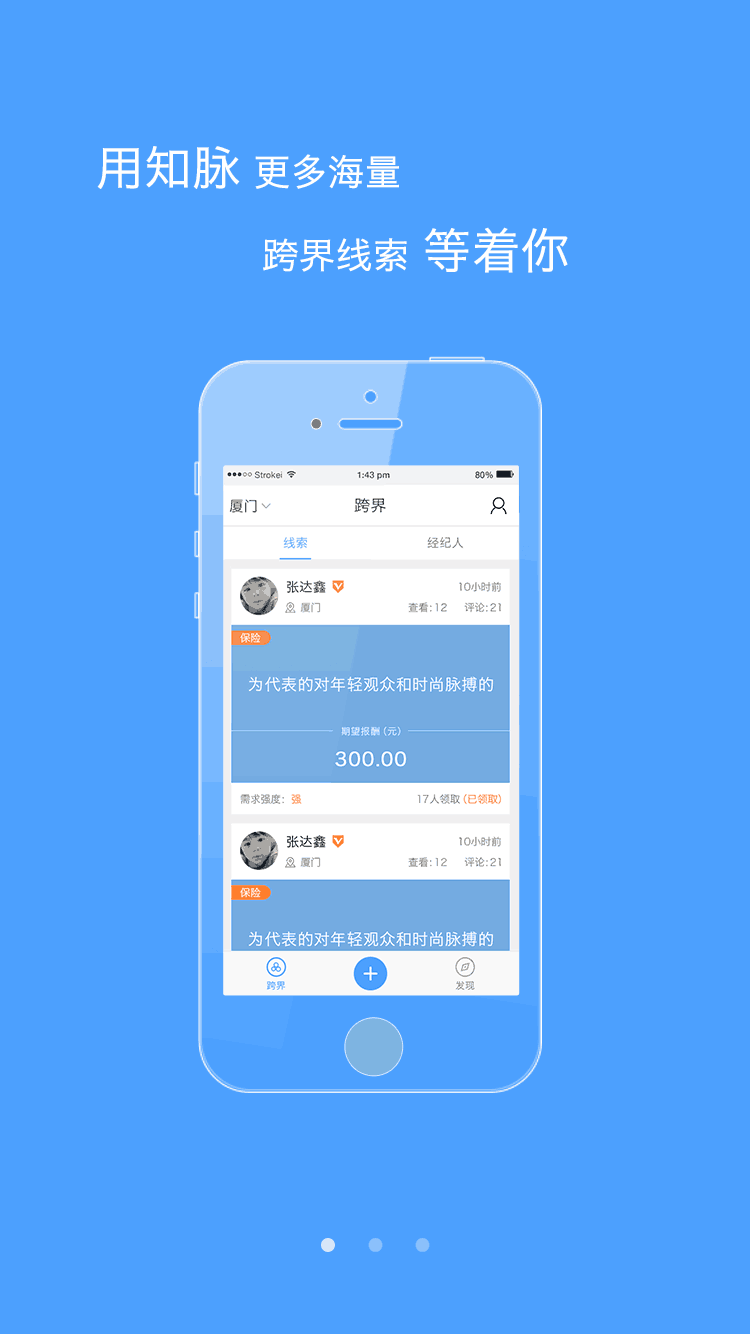 用知脉 更多海量
跨界线索 等着你
Strokei 1:43 pm 80%
厦门 跨界
线索 经纪人
张达鑫 10小时前
厦门 查看:12 评论:21
保险
为代表的对年轻观众和时尚脉搏的
期望报酬(元)
300.00
需求强度：强 17人领取(已领取)
张达鑫 10小时前
厦门 查看:12 评论:21
保险
为代表的对年轻观众和时尚脉搏的
跨界 发现